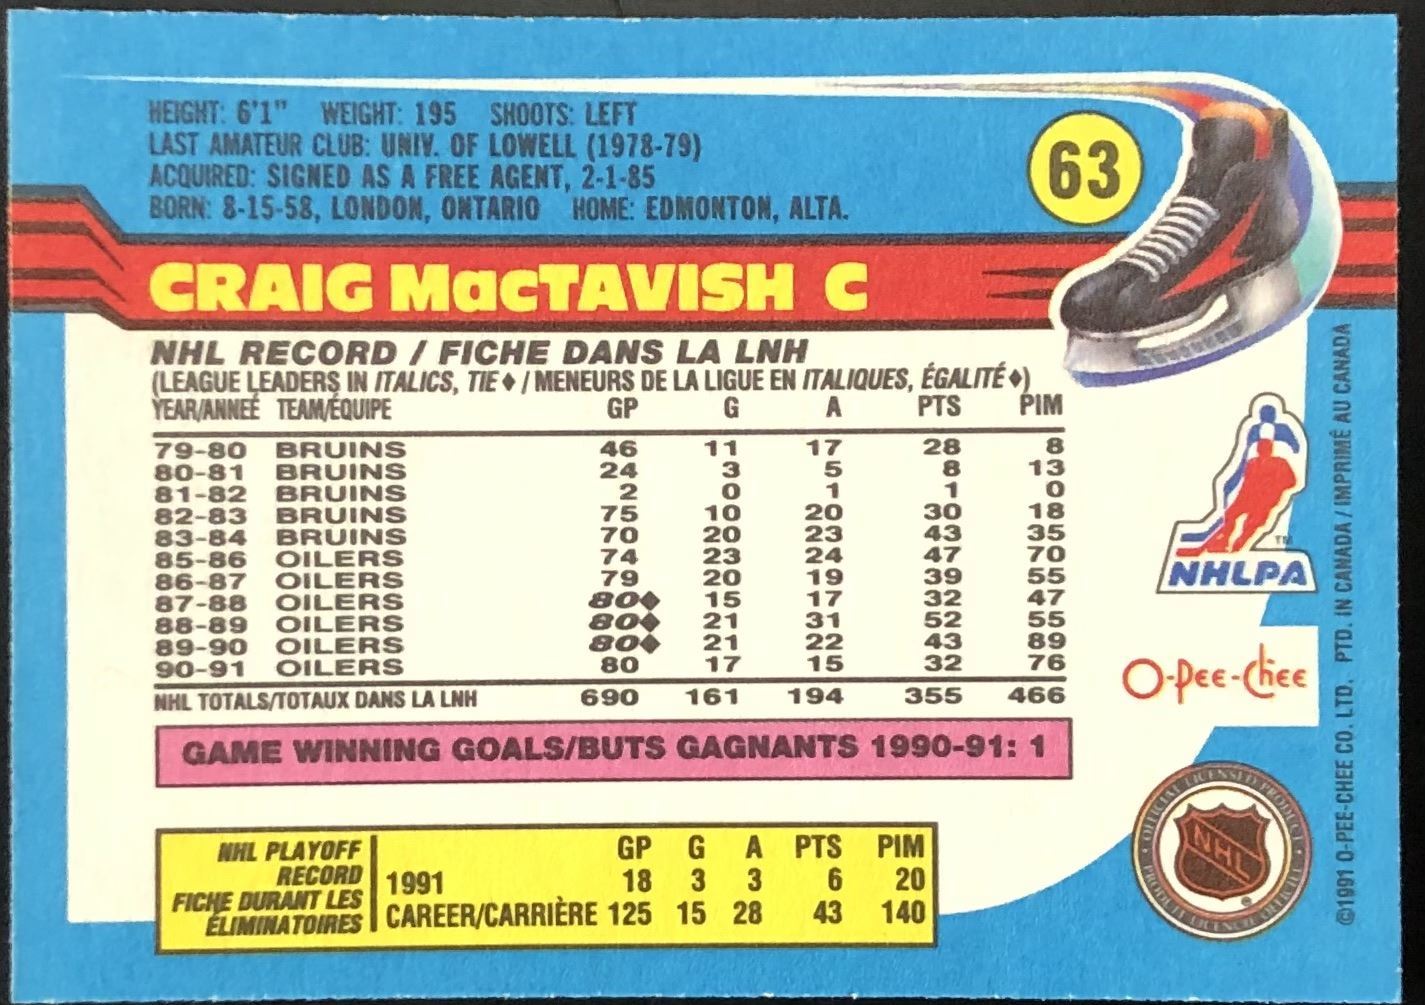 HEIGHT: 6'1" WEIGHT: 195 SHOOTS: LEFT
LAST AMATEUR CLUB: UNIV. OF LOWELL (1978-79)
ACQUIRED: SIGNED AS A FREE AGENT, 2-1-85
BORN: 8-15-58, LONDON, ONTARIO HOME: EDMONTON, ALTA.
63
CRAIG MacTAVISH C
NHL RECORD / FICHE DANS LA LNH
(LEAGUE LEADERS IN ITALICS, TIE♦ / MENEURS DE LA LIGUE EN ITALIQUES, ÉGALITÉ♦)
YEAR/ANNEÉ TEAM/ÉQUIPE GP G A PTS PIM
79-80 BRUINS 46 11 17 28 8
80-81 BRUINS 24 3 5 8 13
81-82 BRUINS 2 0 1 1 0
82-83 BRUINS 75 10 20 30 18
83-84 BRUINS 70 20 23 43 35
85-86 OILERS 74 23 24 47 70
86-87 OILERS 79 20 19 39 55
87-88 OILERS 80♦ 15 17 32 47
88-89 OILERS 80♦ 21 31 52 55
89-90 OILERS 80♦ 21 22 43 89
90-91 OILERS 80 17 15 32 76
NHL TOTALS/TOTAUX DANS LA LNH 690 161 194 355 466
GAME WINNING GOALS/BUTS GAGNANTS 1990-91: 1
NHL PLAYOFF
RECORD
FICHE DURANT LES
ÉLIMINATOIRES
GP G A PTS PIM
1991 18 3 3 6 20
CAREER/CARRIÈRE 125 15 28 43 140
TM
NHLPA
O-Pee-Chee
OFFICIAL LICENSED PRODUCT
NHL
®
PRODUIT LICENCIÉ OFFICIEL
©1991 O-PEE-CHEE CO. LTD. PTD. IN CANADA / IMPRIMÉ AU CANADA